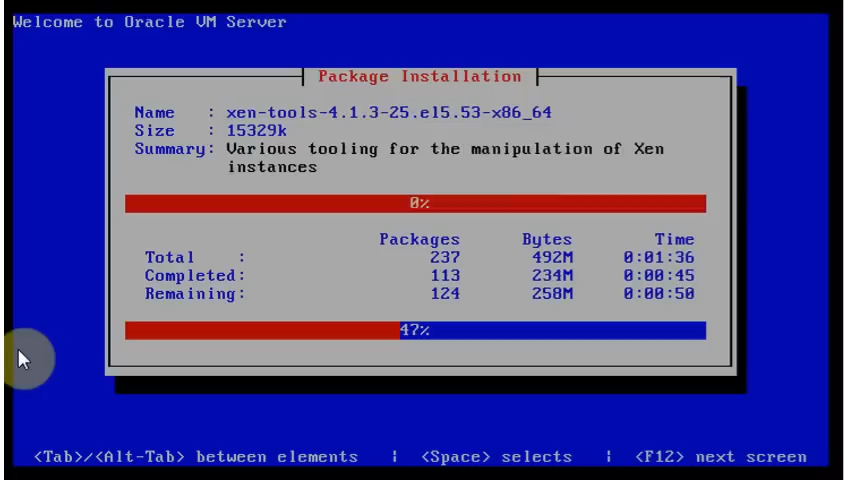 Welcome to Oracle VM Server
Package Installation
Name : xen-tools-4.1.3-25.el5.53-x86_64
Size : 15329k
Summary: Various tooling for the manipulation of Xen
instances
0%
Packages Bytes Time
Total : 237 492M 0:01:36
Completed: 113 234M 0:00:45
Remaining: 124 258M 0:00:50
47%
<Tab>/<Alt-Tab> between elements | <Space> selects | <F12> next screen